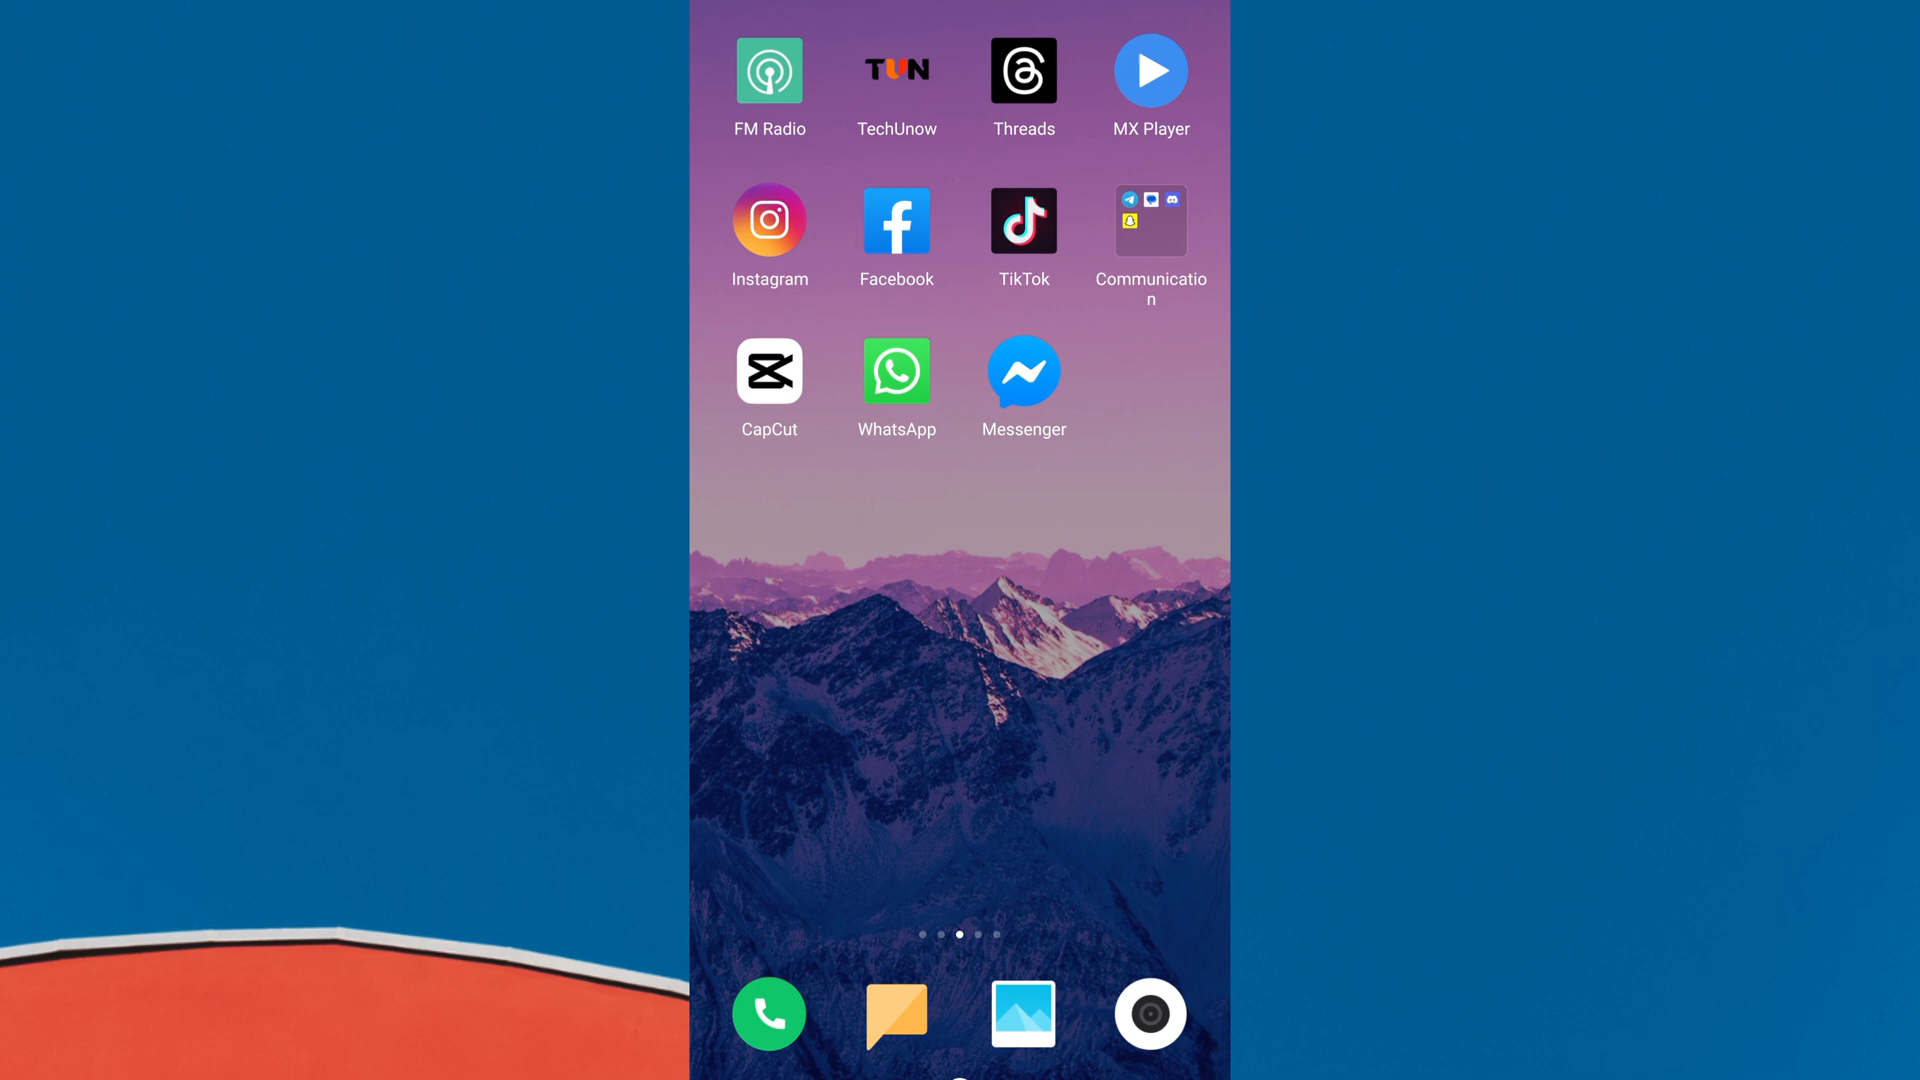 TUN
FM Radio
TechUnow
Threads
MX Player
Instagram
Facebook
TikTok
Communicatio
n
CapCut
WhatsApp
Messenger